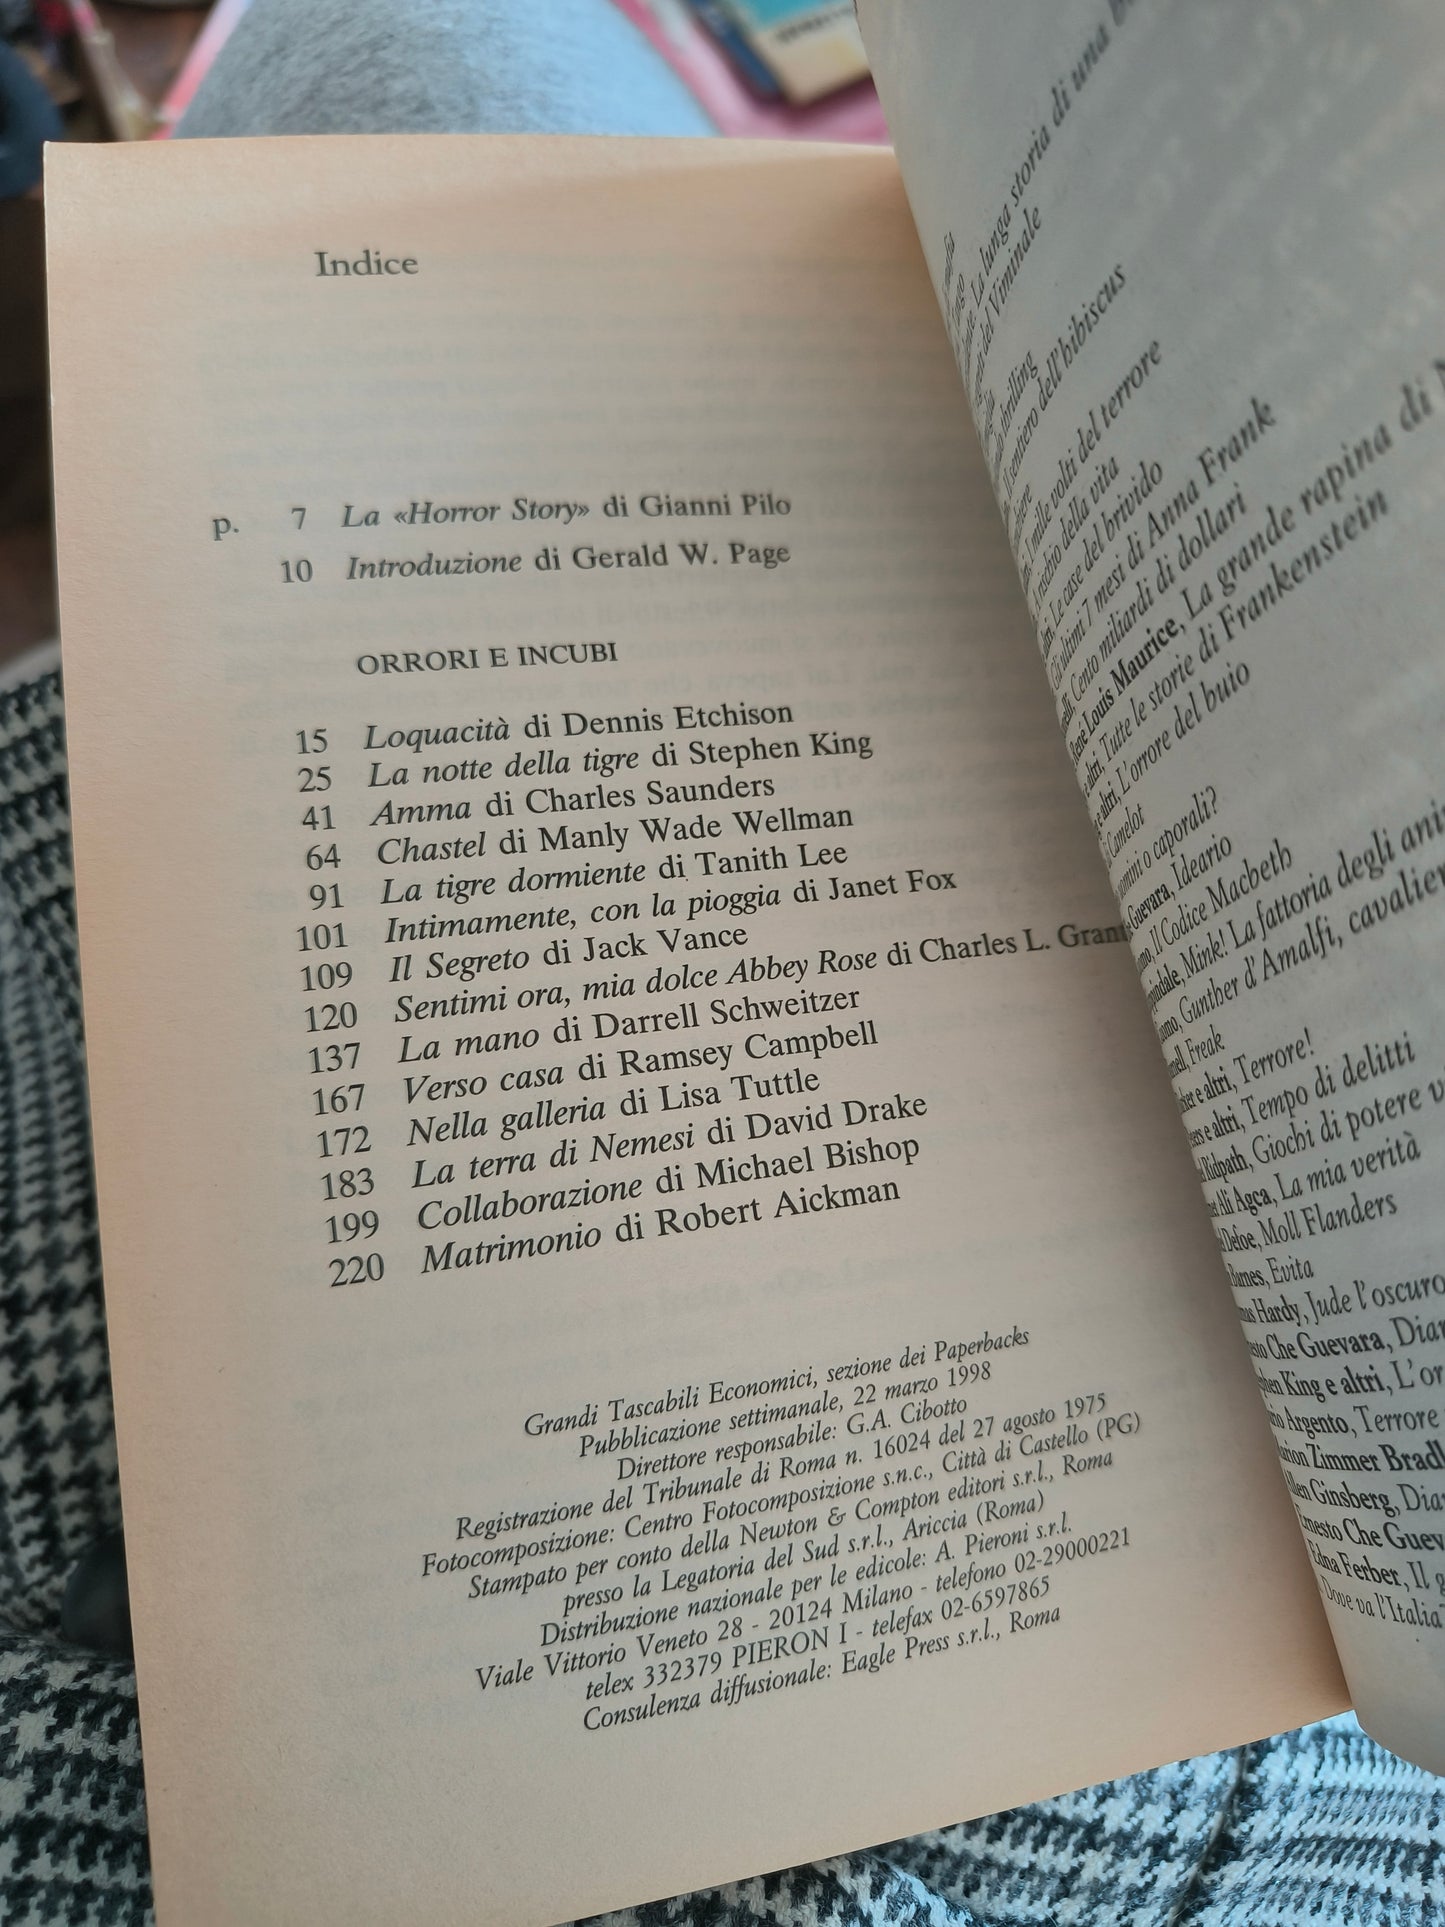 Indice
p. 7 La «Horror Story» di Gianni Pilo
10 Introduzione di Gerald W. Page
ORRORI E INCUBI
15 Loquacità di Dennis Etchison
25 La notte della tigre di Stephen King
41 Amma di Charles Saunders
64 Chastel di Manly Wade Wellman
91 La tigre dormiente di Tanith Lee
101 Intimamente, con la pioggia di Janet Fox
109 Il Segreto di Jack Vance
120 Sentimi ora, mia dolce Abbey Rose di Charles L. Grant
137 La mano di Darrell Schweitzer
167 Verso casa di Ramsey Campbell
172 Nella galleria di Lisa Tuttle
183 La terra di Nemesi di David Drake
199 Collaborazione di Michael Bishop
220 Matrimonio di Robert Aickman
Grandi Tascabili Economici, sezione dei Paperbacks
Pubblicazione settimanale, 22 marzo 1998
Direttore responsabile: G.A. Cibotto
Registrazione del Tribunale di Roma n. 16024 del 27 agosto 1975
Fotocomposizione: Centro Fotocomposizione s.n.c., Città di Castello (PG)
Stampato per conto della Newton & Compton editori s.r.l., Roma
presso la Legatoria del Sud s.r.l., Ariccia (Roma)
Distribuzione nazionale per le edicole: A. Pieroni s.r.l.
Viale Vittorio Veneto 28 - 20124 Milano - telefono 02-29000221
telex 332379 PIERON I - telefax 02-6597865
Consulenza diffusionale: Eagle Press s.r.l., Roma
La lunga storia di una
del Viminale
thrilling
Il sentiero dell'hibiscus
I mille volti del terrore
Il rischio della vita
Le case del brivido
Gli ultimi 7 mesi di Anna Frank
Cento miliardi di dollari
René Louis Maurice, La grande rapina di
e altri, Tutte le storie di Frankenstein
e altri, L'orrore del buio
Camelot
uomini o caporali?
Guevara, Ideario
Il Codice Macbeth
Mink! La fattoria degli
Gunther d'Amalfi,
Freak
e altri, Terrore!
e altri, Tempo di delitti
Ridpath, Giochi di potere
Ali Agca, La mia verità
Defoe, Moll Flanders
Barnes, Evita
Hardy, Jude l'oscuro
Che Guevara,
King e altri,
Argento, Terrore
Zimmer
Allen Ginsberg,
Ernesto Che
Edna Ferber, Il
Dove va l'Italia